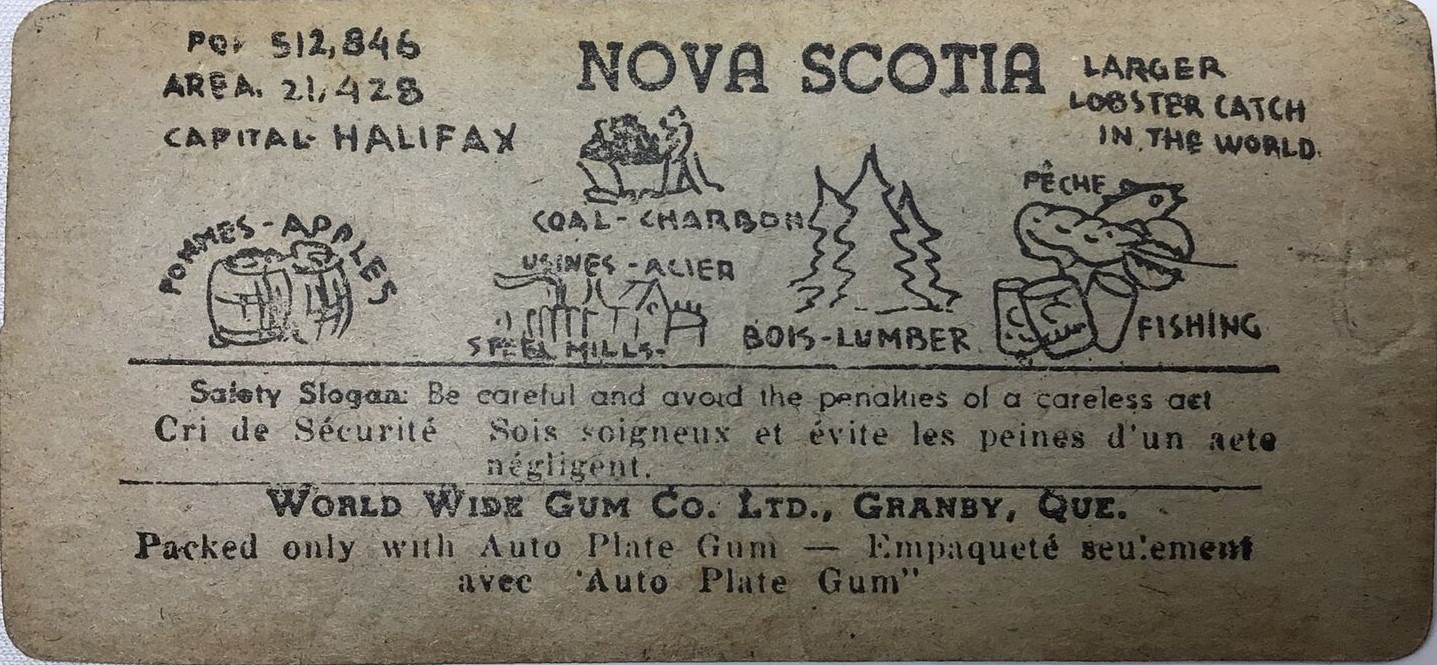 POP 512,846
AREA. 21,428
CAPITAL- HALIFAX
NOVA SCOTIA
LARGER
LOBSTER CATCH
IN THE WORLD.
POMMES-APPLES
COAL-CHARBON
USINES-ACIER
STEEL MILLS-
BOIS-LUMBER
PÊCHE
FISHING
Safety Slogan: Be careful and avoid the penalties of a careless act
Cri de Sécurité Sois soigneux et évite les peines d'un acte
négligent.
WORLD WIDE GUM CO. LTD., GRANBY, QUE.
Packed only with Auto Plate Gum — Empaqueté seulement
avec 'Auto Plate Gum"